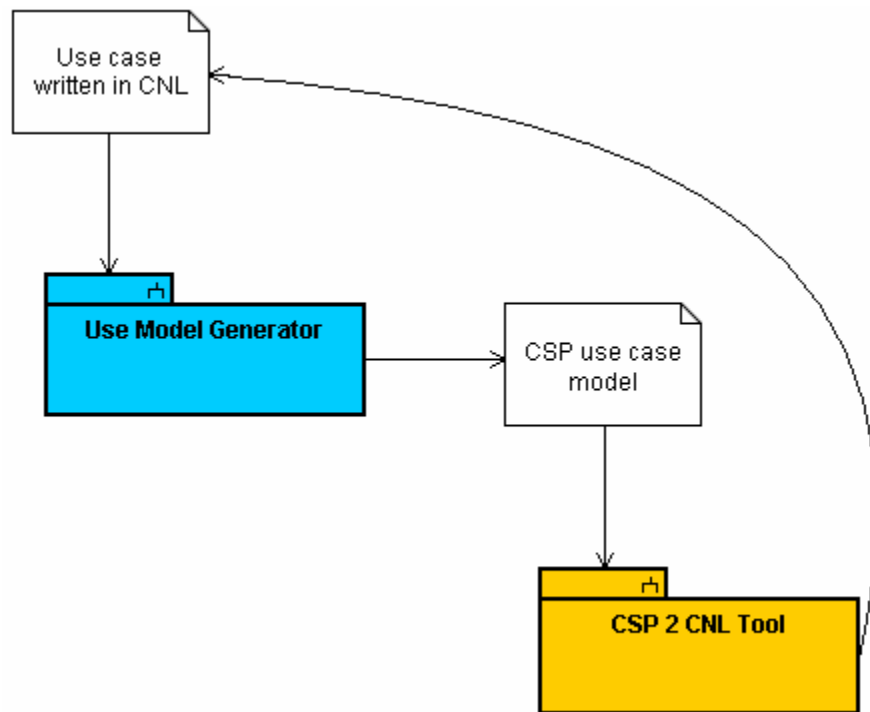 Use case
written in CNL
Use Model Generator
CSP use case
model
CSP 2 CNL Tool